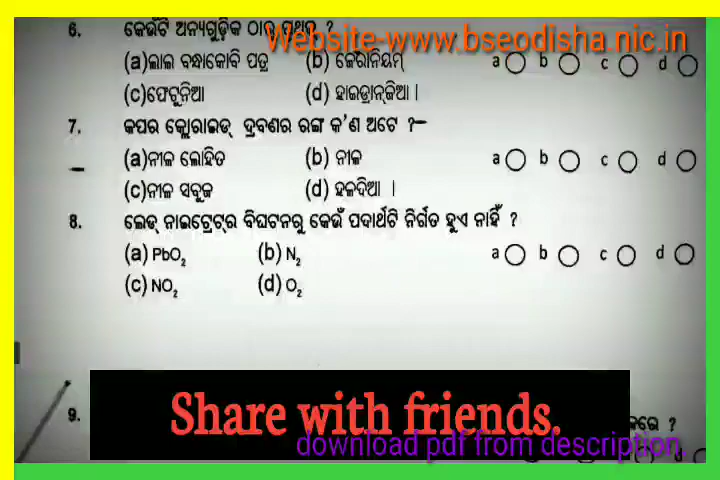 6. କେଉଁଟି ଅନ୍ୟଗୁଡ଼ିକ ଠାରୁ ପୃଥକ୍ ?
Website-www.bseodisha.nic.in
(a)ଲାଲ ବନ୍ଧାକୋବି ପତ୍ର (b) ଜେରାନିୟମ୍ a b c d
(c)ପେଟୁନିଆ (d) ହାଇଡ୍ରାନ୍‌ଜିଆ ।
7. କପର କ୍ଲୋରାଇଡ୍ ଦ୍ରବଣର ରଙ୍ଗ କ'ଣ ଅଟେ ?
(a)ନୀଳ ଲୋହିତ (b) ନୀଳ a b c d
(c)ନୀଳ ସବୁଜ (d) ହଳଦିଆ ।
8. ଲେଡ୍ ନାଇଟ୍ରେଟ୍‌ର ବିଘଟନରୁ କେଉଁ ପଦାର୍ଥଟି ନିର୍ଗତ ହୁଏ ନାହିଁ ?
(a) PbO₂ (b) N₂ a b c d
(c) NO₂ (d) O₂
9. Share with friends. କରେ ?
download pdf from description